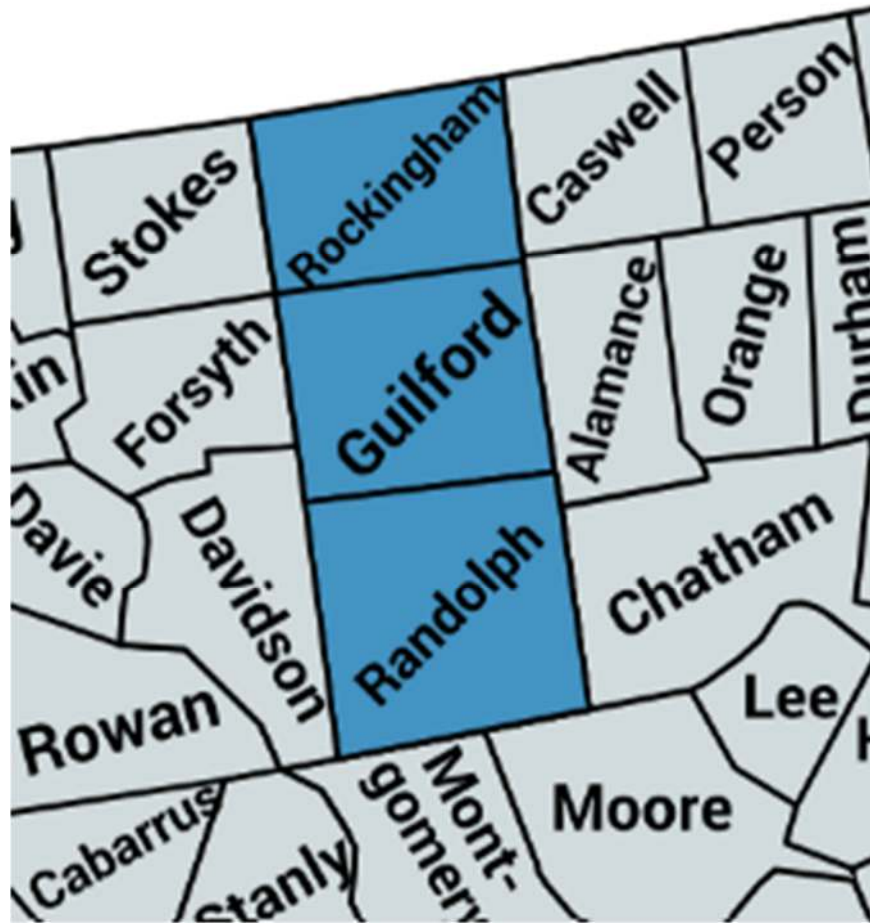 Stokes
Rockingham
Caswell
Person
Forsyth
Guilford
Alamance
Orange
Durham
Davie
Davidson
Randolph
Chatham
Rowan
Lee
Cabarrus
Stanly
Mont-
gomery
Moore